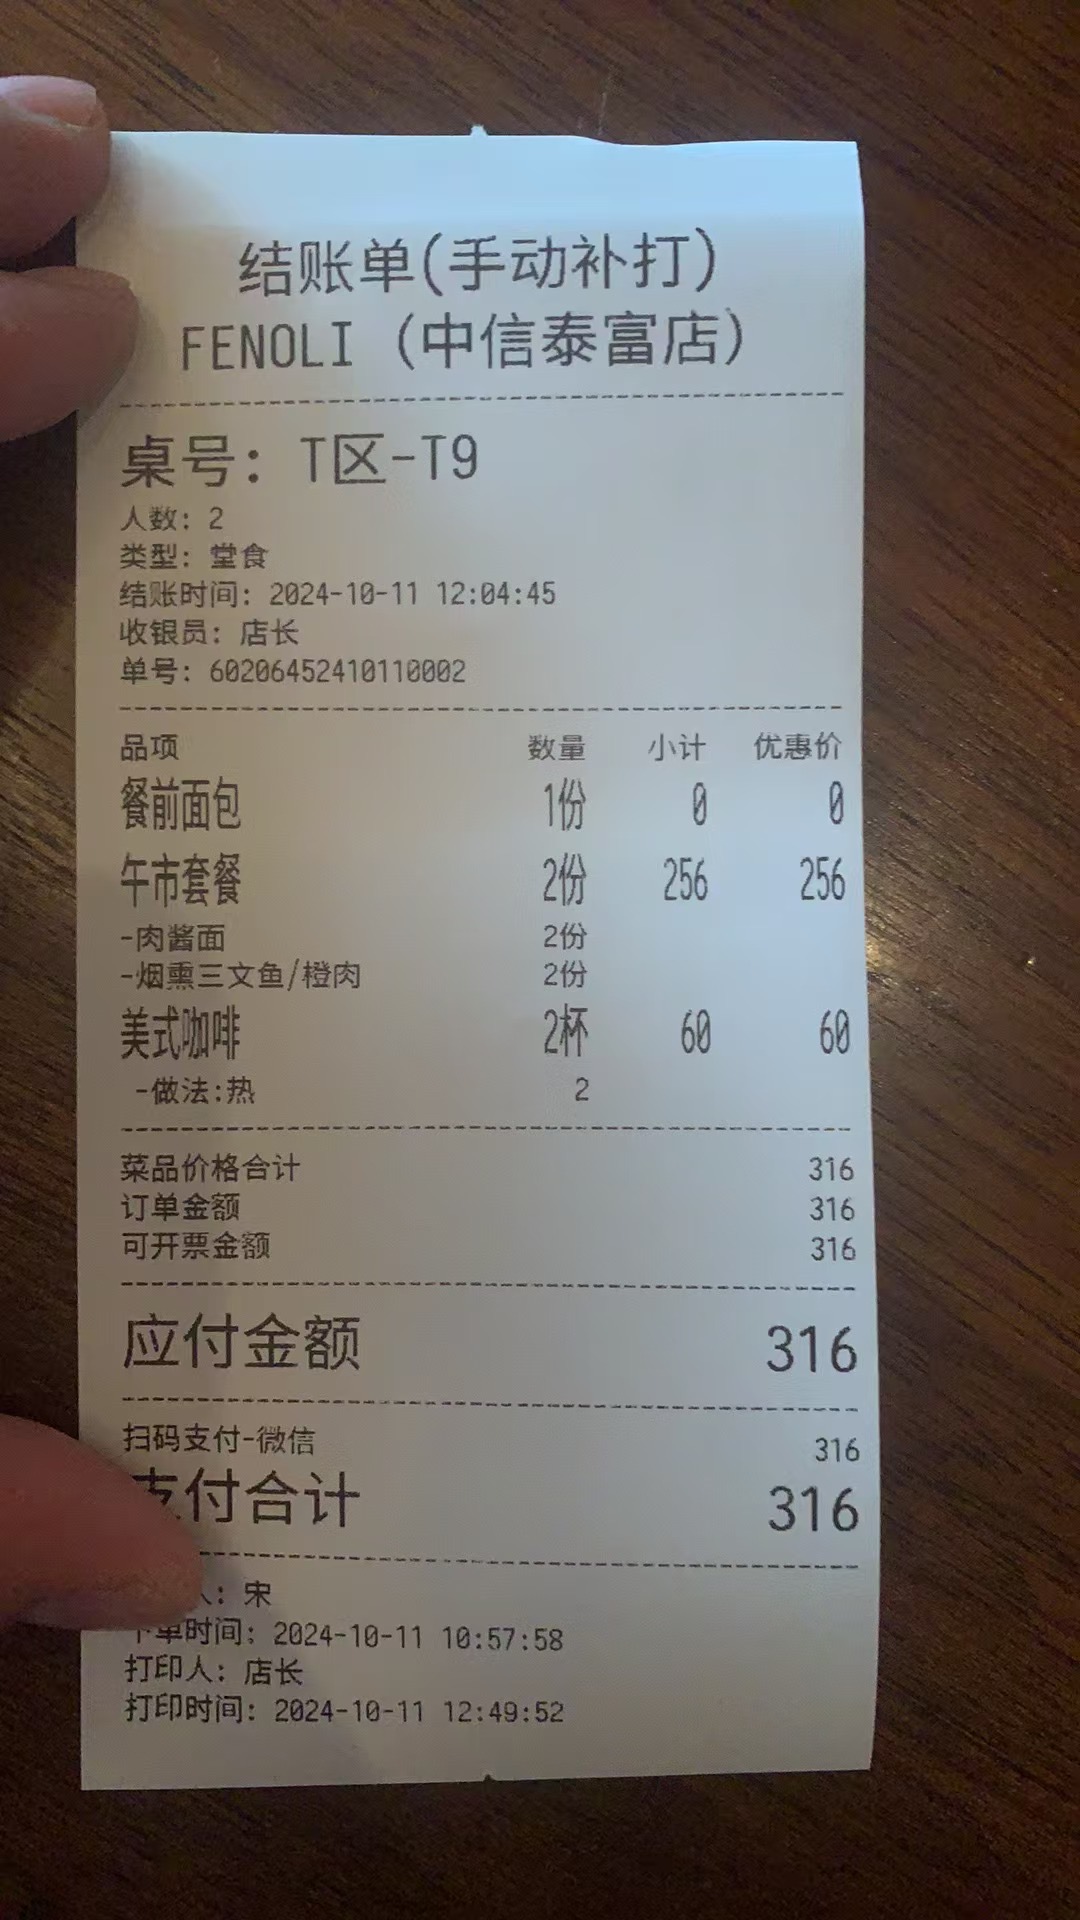 结账单(手动补打)
FENOLI (中信泰富店)
桌号: T区-T9
人数: 2
类型: 堂食
结账时间: 2024-10-11 12:04:45
收银员: 店长
单号: 60206452410110002
品项 数量 小计 优惠价
餐前面包 1份 0 0
午市套餐 2份 256 256
-肉酱面 2份
-烟熏三文鱼/橙肉 2份
美式咖啡 2杯 60 60
-做法:热 2
菜品价格合计 316
订单金额 316
可开票金额 316
应付金额 316
扫码支付-微信 316
支付合计 316
人: 宋
下单时间: 2024-10-11 10:57:58
打印人: 店长
打印时间: 2024-10-11 12:49:52